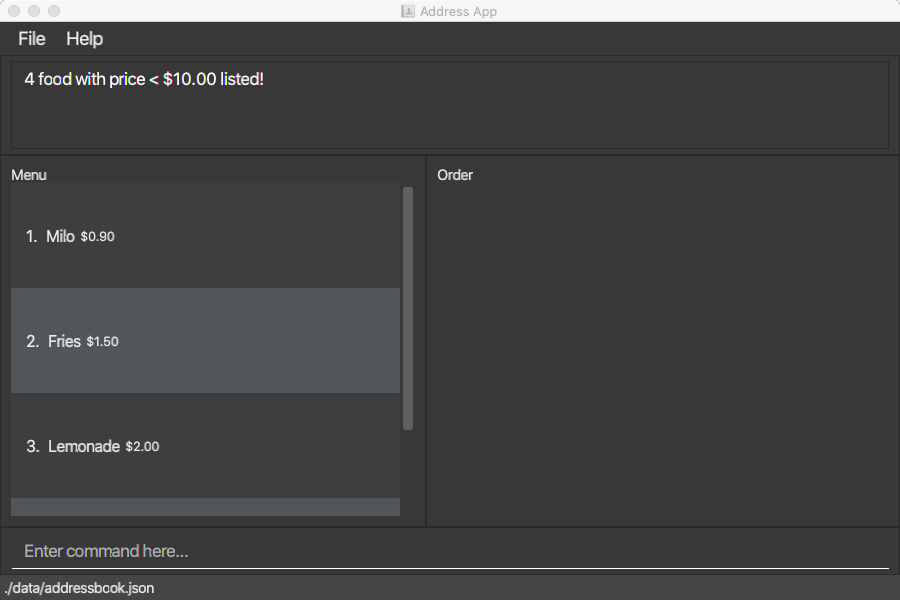 Address App
File Help
4 food with price < $10.00 listed!
Menu
Order
1. Milo $0.90
2. Fries $1.50
3. Lemonade $2.00
Enter command here...
./data/addressbook.json